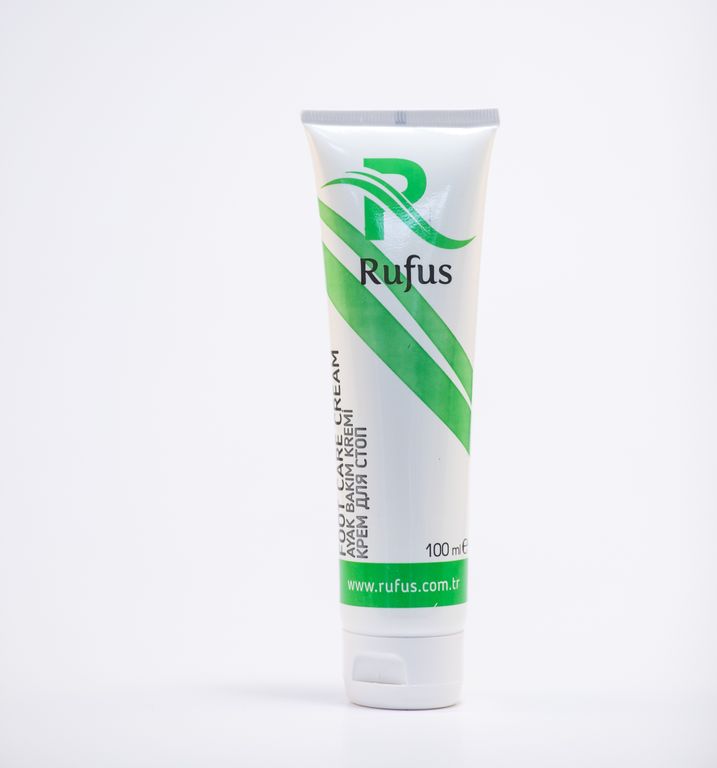 R
Rufus
FOOT CARE CREAM
AYAK BAKIM KREMİ
КРЕМ ДЛЯ СТОП
100 ml ℮
www.rufus.com.tr